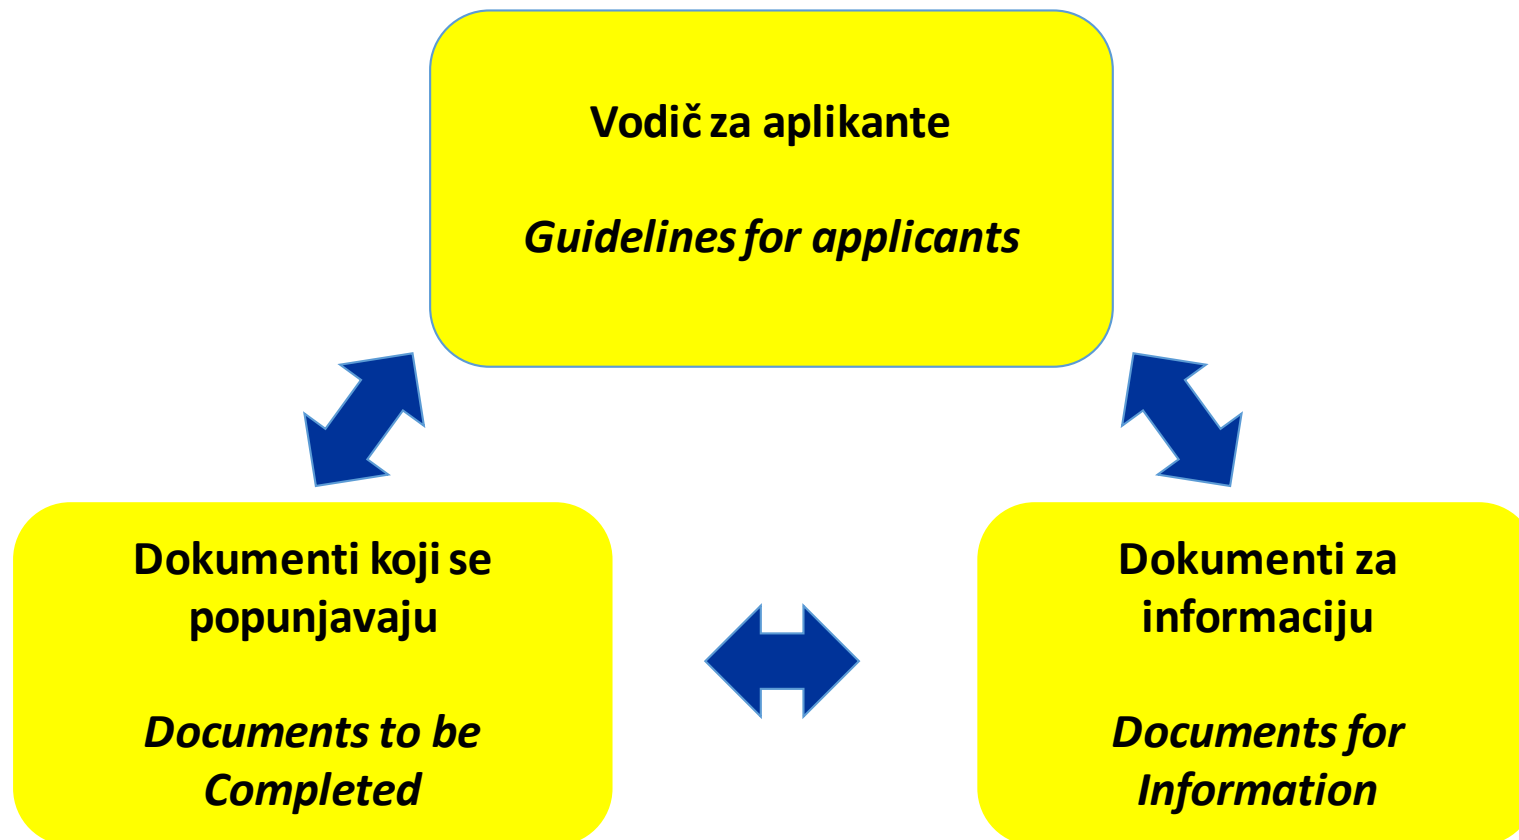 Vodič za aplikante
Guidelines for applicants
Dokumenti koji se
popunjavaju
Documents to be
Completed
Dokumenti za
informaciju
Documents for
Information